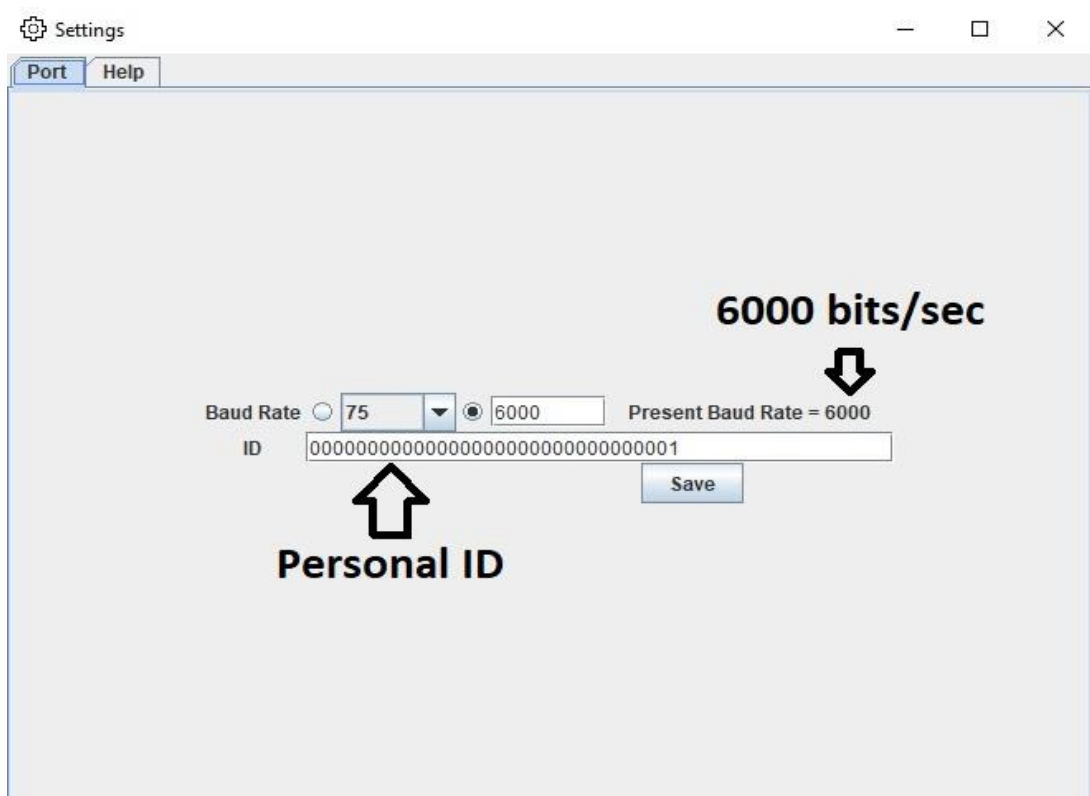 Settings
Port Help
6000 bits/sec
Baud Rate 75 6000 Present Baud Rate = 6000
ID 00000000000000000000000000000001
Save
Personal ID